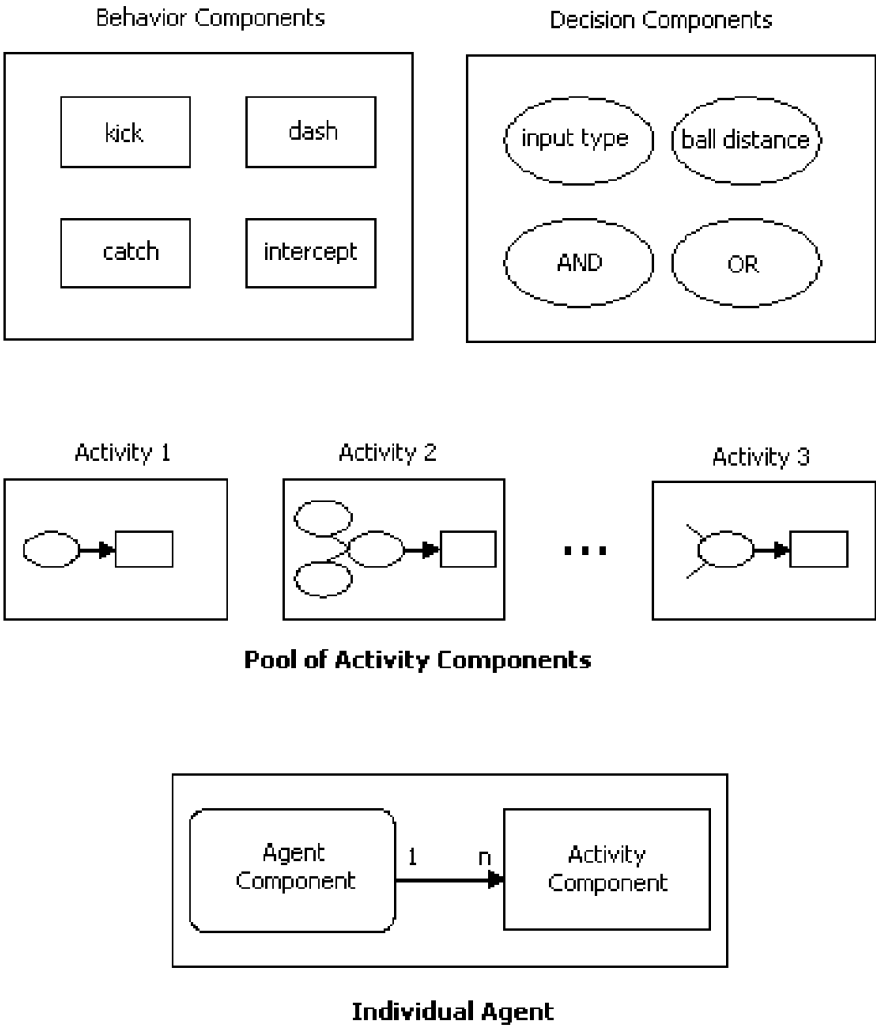 Behavior Components
Decision Components
kick
dash
input type
ball distance
catch
intercept
AND
OR
Activity 1
Activity 2
Activity 3
...
Pool of Activity Components
Agent
Component
1
n
Activity
Component
Individual Agent